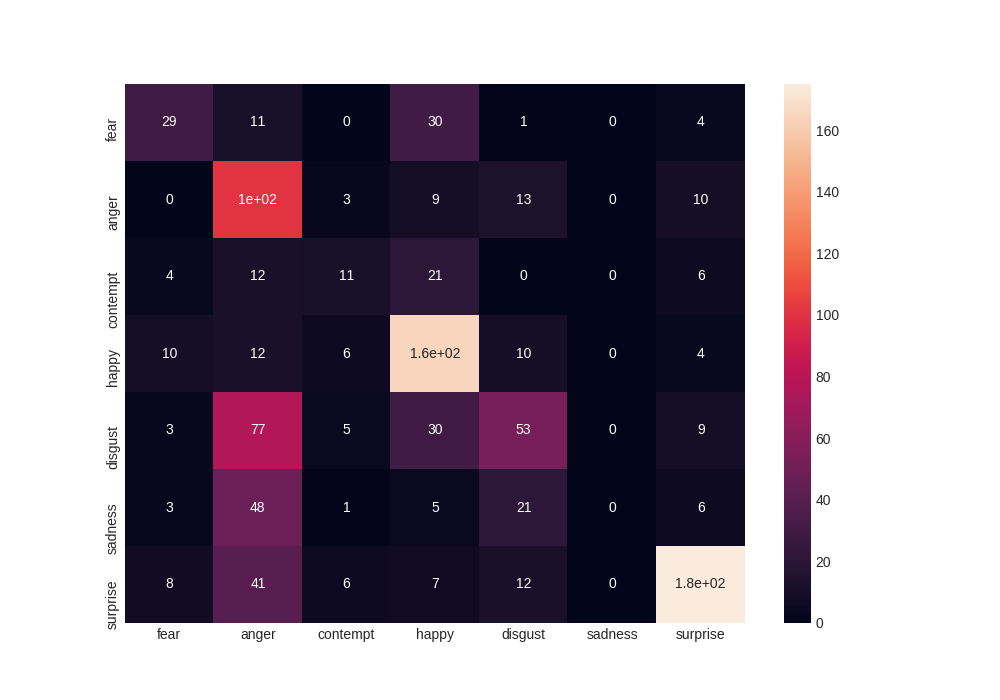 fear 29 11 0 30 1 0 4
anger 0 1e+02 3 9 13 0 10
contempt 4 12 11 21 0 0 6
happy 10 12 6 1.6e+02 10 0 4
disgust 3 77 5 30 53 0 9
sadness 3 48 1 5 21 0 6
surprise 8 41 6 7 12 0 1.8e+02
fear anger contempt happy disgust sadness surprise
160
140
120
100
80
60
40
20
0